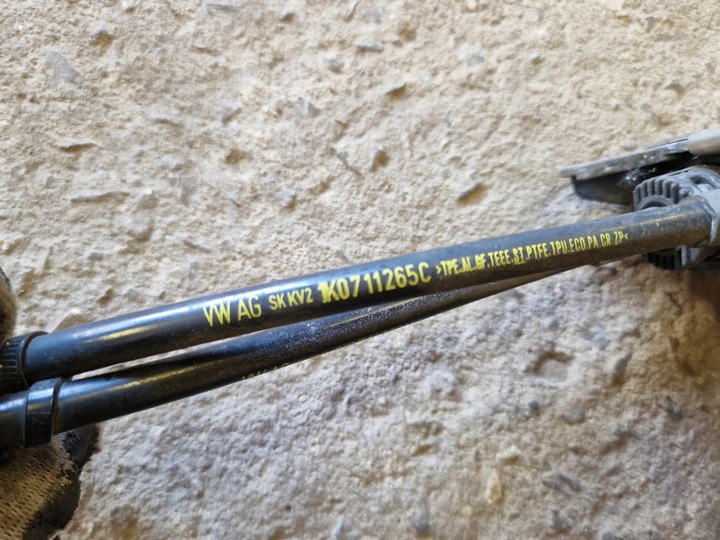 VW AG SK KV2 1K0711265C >TPE.AL.GF.TEEE.ST.PTFE.TPU.ECO.PA.CR.ZP<